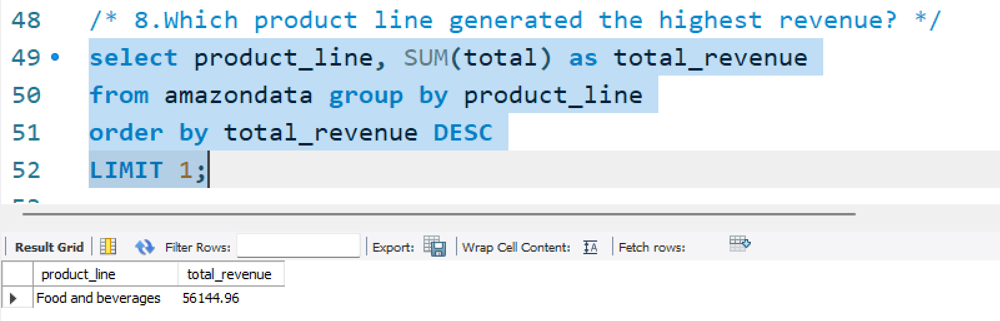 48 /* 8.Which product line generated the highest revenue? */
49 select product_line, SUM(total) as total_revenue
50 from amazondata group by product_line
51 order by total_revenue DESC
52 LIMIT 1;
Result Grid Filter Rows: Export: Wrap Cell Content: Fetch rows:
product_line total_revenue
Food and beverages 56144.96